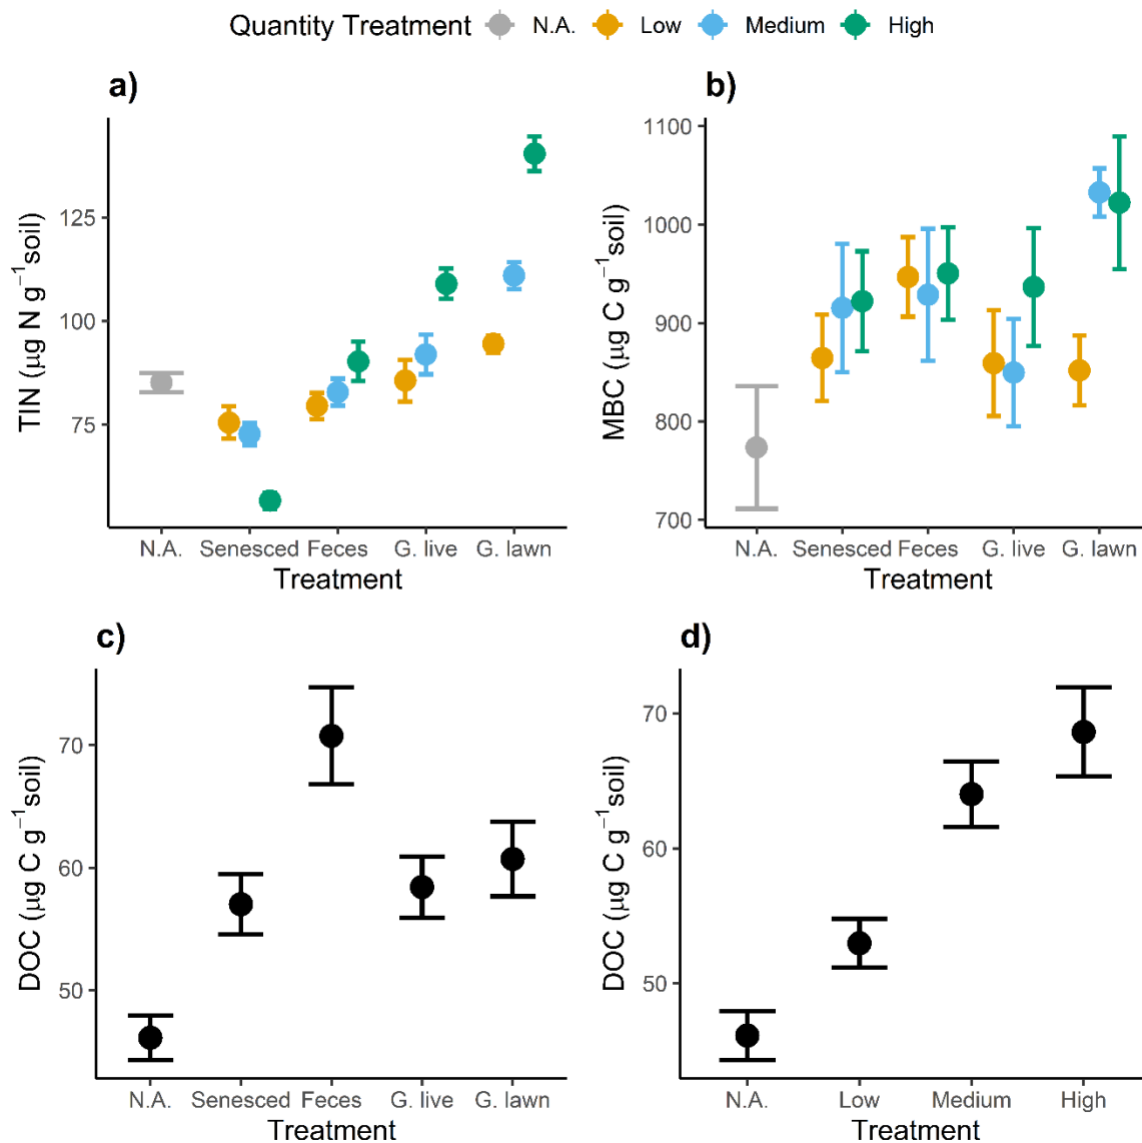 Quantity Treatment N.A. Low Medium High
a)
TIN (μg N g⁻¹soil)
125
100
75
N.A. Senesced Feces G. live G. lawn
Treatment
b)
MBC (μg C g⁻¹soil)
1100
1000
900
800
700
N.A. Senesced Feces G. live G. lawn
Treatment
c)
DOC (μg C g⁻¹soil)
70
60
50
N.A. Senesced Feces G. live G. lawn
Treatment
d)
DOC (μg C g⁻¹soil)
70
60
50
N.A. Low Medium High
Treatment